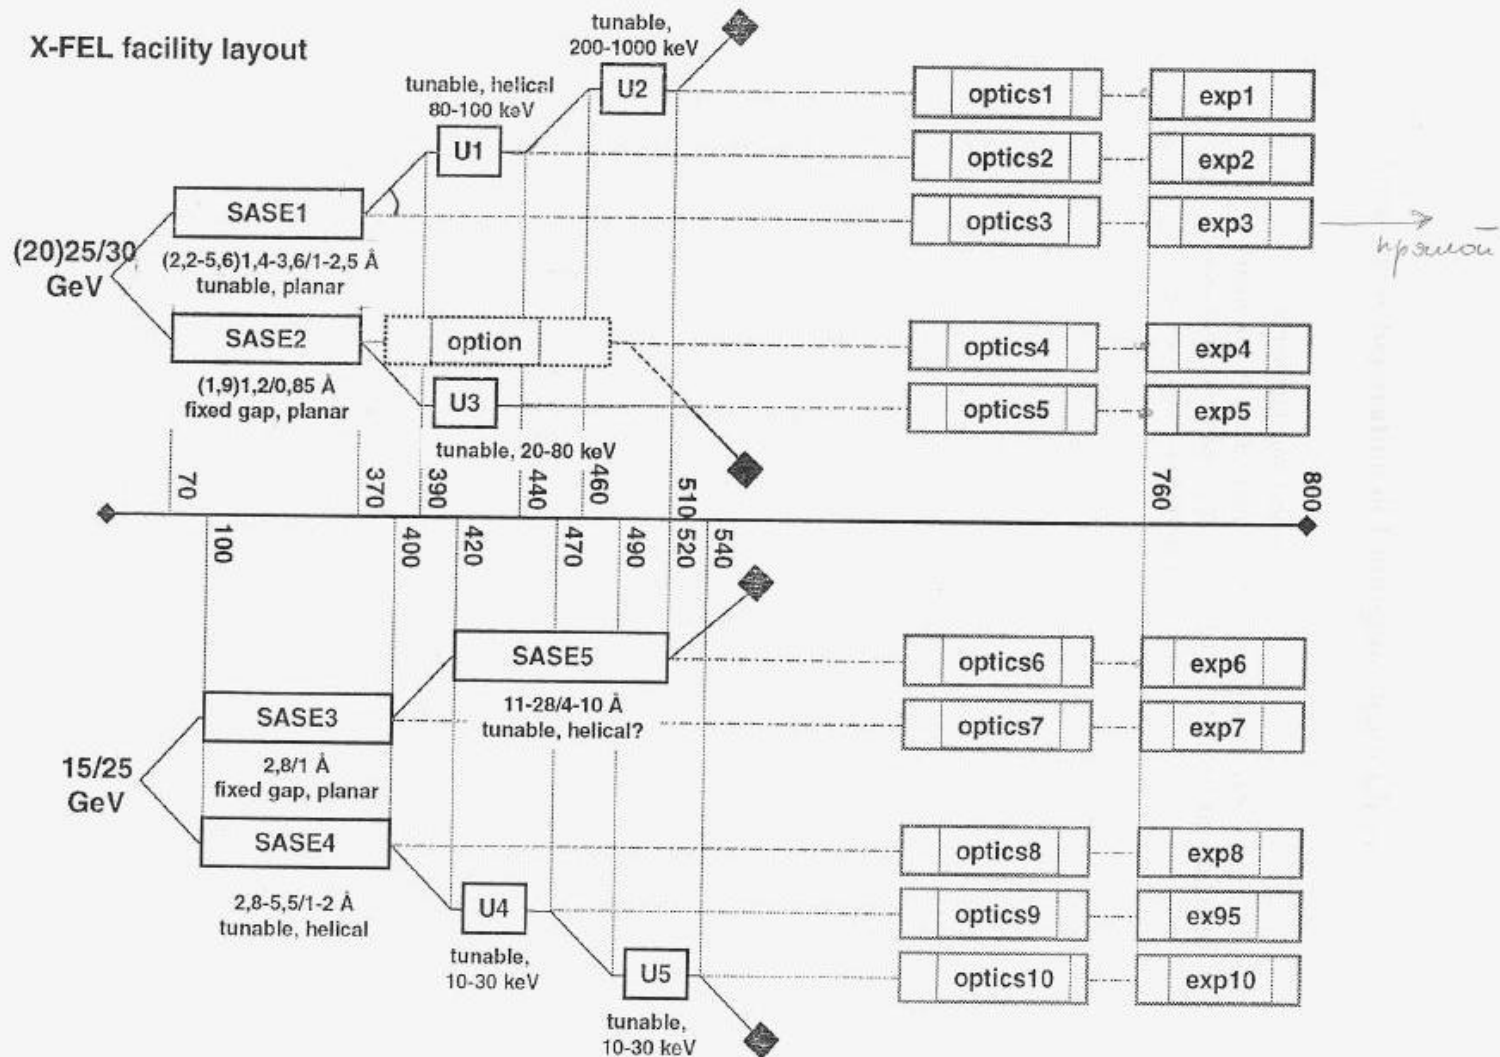 X-FEL facility layout
tunable,
200-1000 keV
tunable, helical
80-100 keV
U2
optics1
exp1
U1
optics2
exp2
SASE1
optics3
exp3
прямой
(20)25/30
GeV
(2,2-5,6)1,4-3,6/1-2,5 Å
tunable, planar
SASE2
option
optics4
exp4
(1,9)1,2/0,85 Å
fixed gap, planar
U3
optics5
exp5
tunable, 20-80 keV
70
370
390
440
460
510
760
800
100
400
420
470
490
520
540
SASE5
optics6
exp6
11-28/4-10 Å
tunable, helical?
SASE3
optics7
exp7
15/25
GeV
2,8/1 Å
fixed gap, planar
SASE4
optics8
exp8
2,8-5,5/1-2 Å
tunable, helical
U4
optics9
ex95
tunable,
10-30 keV
U5
optics10
exp10
tunable,
10-30 keV